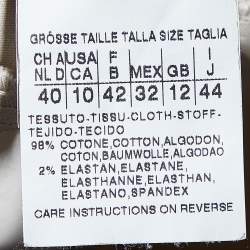 GRÖSSE TAILLE TALLA SIZE TAGLIA
CH A USA F I
NL D CA B MEX GB J
40 10 42 32 12 44
TESSUTO-TISSU-CLOTH-STOFF-
TEJIDO-TECIDO
98% COTONE,COTTON,ALGODON,
COTON,BAUMWOLLE,ALGODAO
2% ELASTAN,ELASTANE,
ELASTHANNE,ELASTHAN,
ELASTANO,SPANDEX
CARE INSTRUCTIONS ON REVERSE